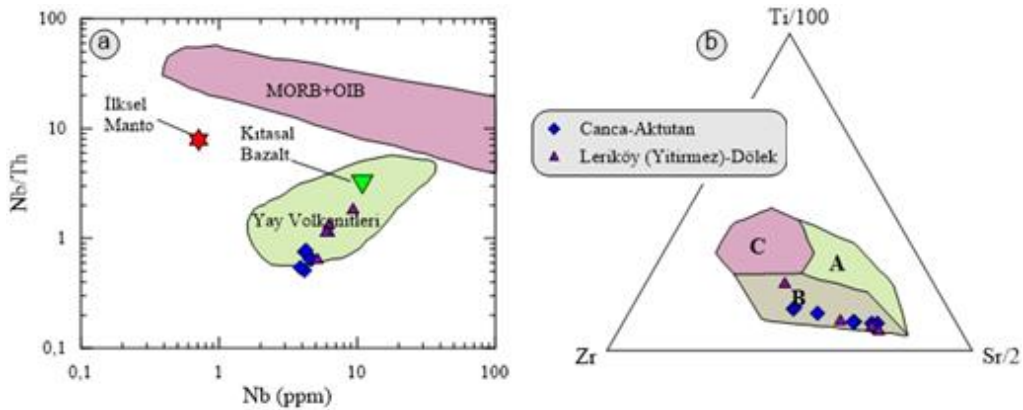 a
100
10
1
0,1
Nb/Th
MORB+OIB
İlksel
Manto
Kıtasal
Bazalt
Yay Volkanitleri
0,1
1
10
100
Nb (ppm)
b
Ti/100
Canca-Aktutan
Leriköy (Yitirmez)-Dölek
C
A
B
Zr
Sr/2